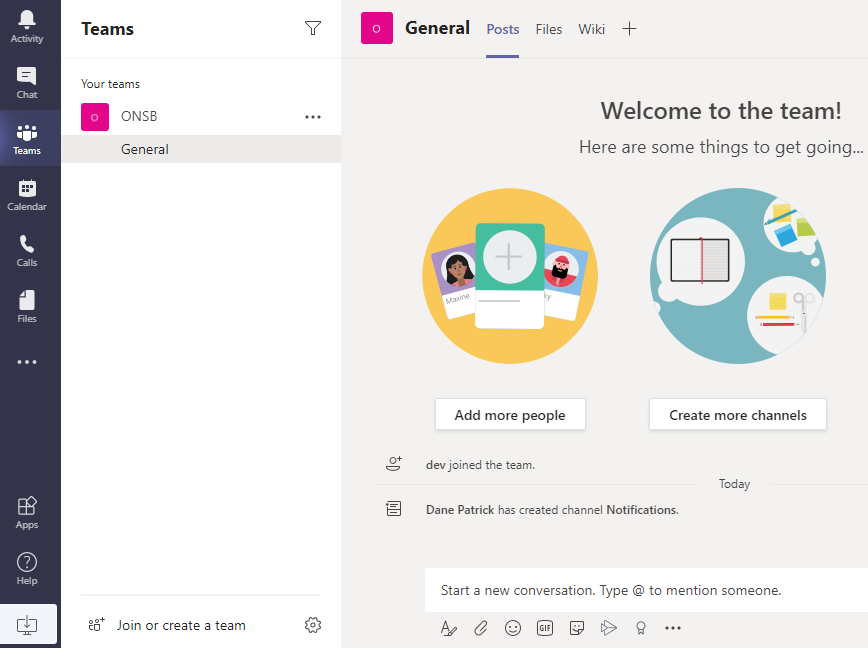 Activity
Chat
Teams
Calendar
Calls
Files
Apps
Help
Teams
Your teams
O ONSB
General
Join or create a team
O General Posts Files Wiki
Welcome to the team!
Here are some things to get going...
Maxine
Add more people
Create more channels
dev joined the team.
Today
Dane Patrick has created channel Notifications.
Start a new conversation. Type @ to mention someone.
GIF